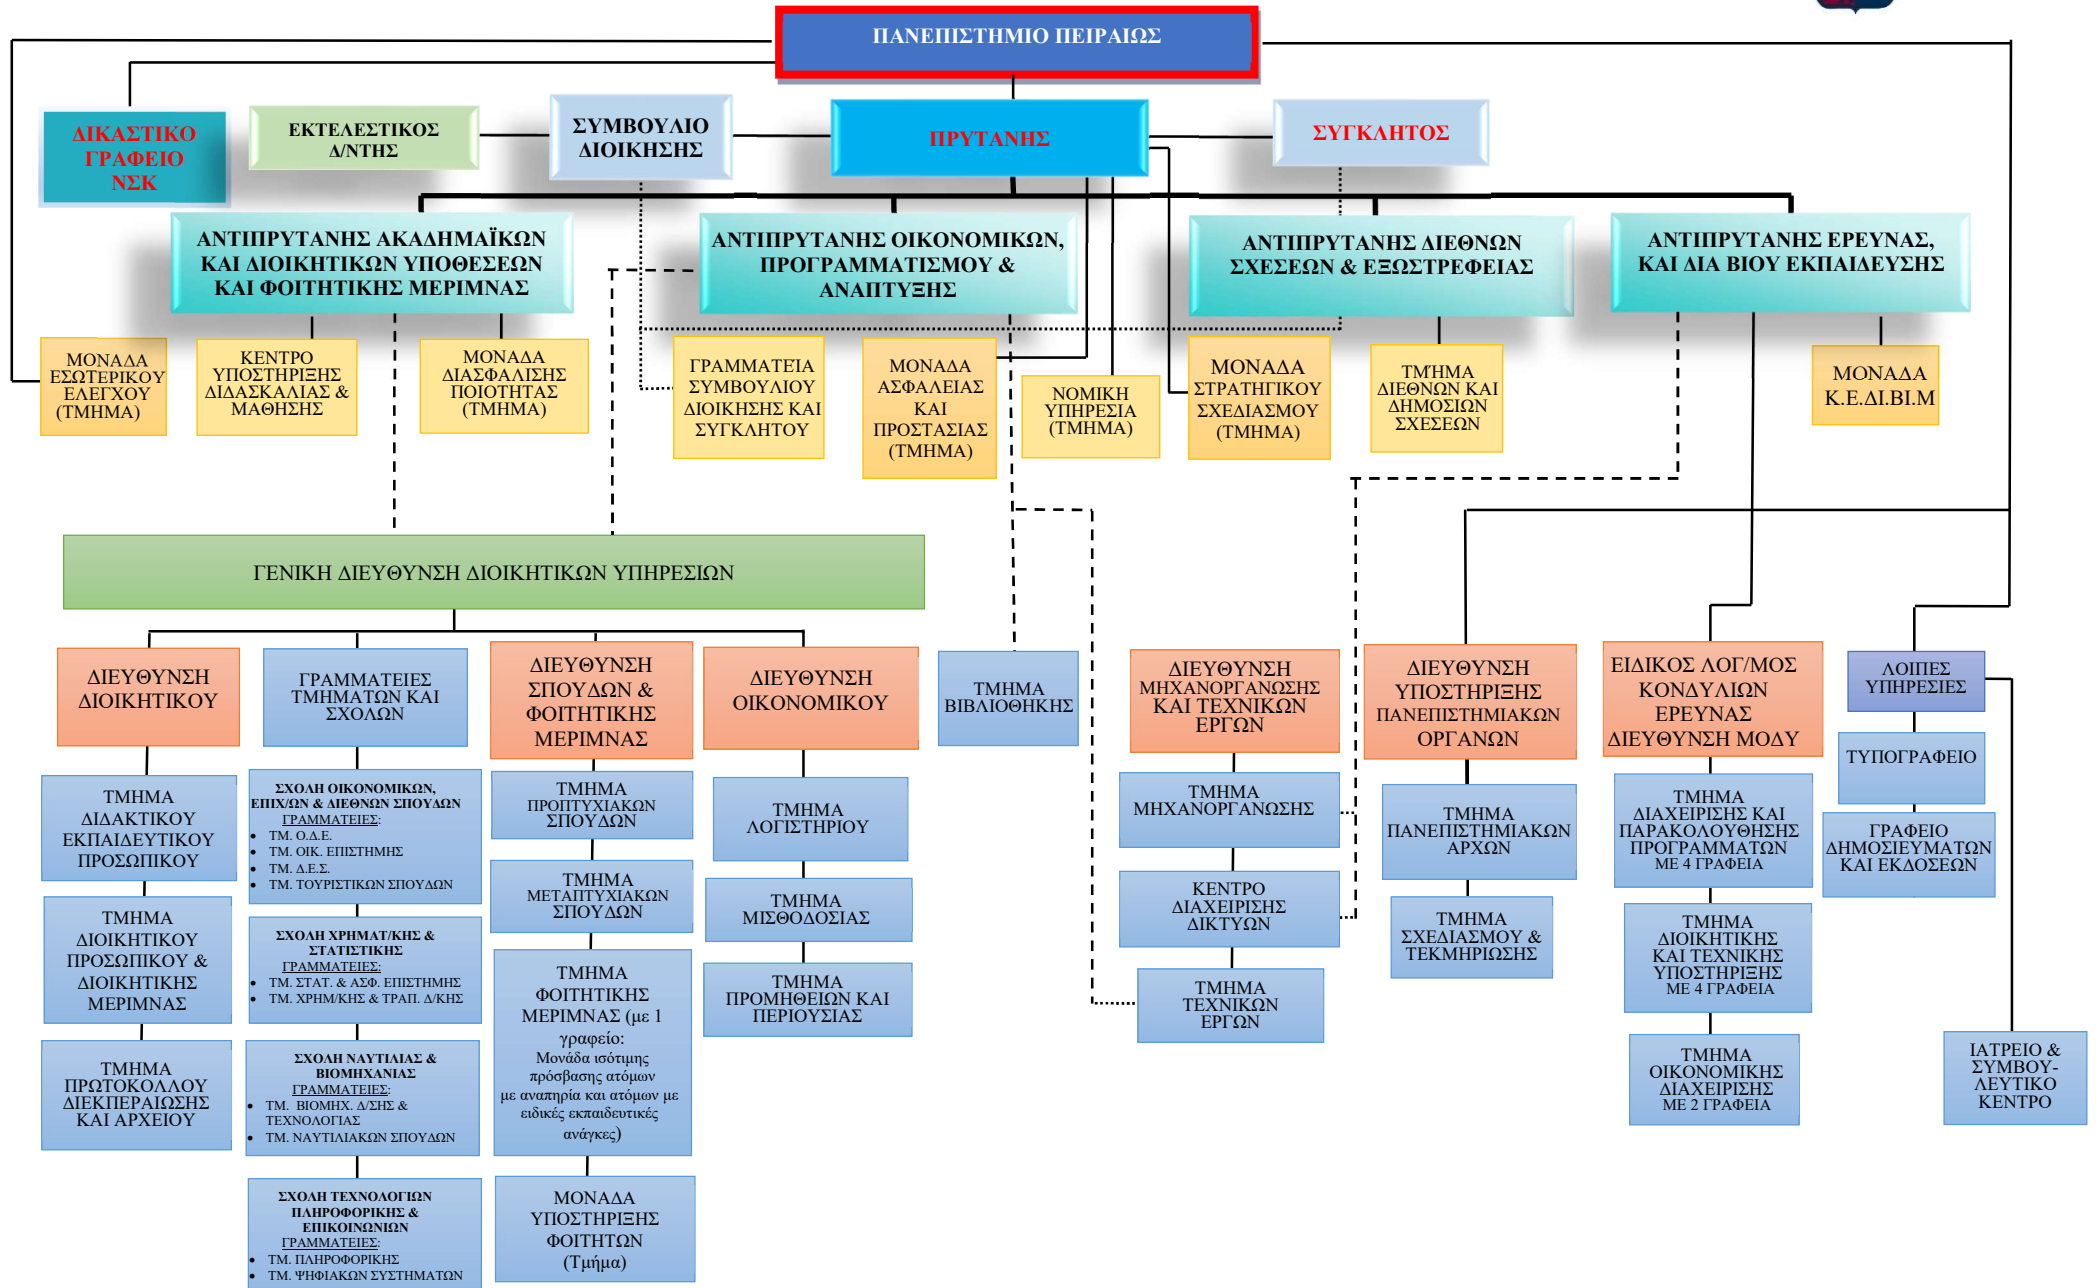 ΠΑΝΕΠΙΣΤΗΜΙΟ ΠΕΙΡΑΙΩΣ
ΔΙΚΑΣΤΙΚΟ
ΓΡΑΦΕΙΟ
ΝΣΚ
ΕΚΤΕΛΕΣΤΙΚΟΣ
Δ/ΝΤΗΣ
ΣΥΜΒΟΥΛΙΟ
ΔΙΟΙΚΗΣΗΣ
ΠΡΥΤΑΝΗΣ
ΣΥΓΚΛΗΤΟΣ
ΑΝΤΙΠΡΥΤΑΝΗΣ ΑΚΑΔΗΜΑΪΚΩΝ
ΚΑΙ ΔΙΟΙΚΗΤΙΚΩΝ ΥΠΟΘΕΣΕΩΝ
ΚΑΙ ΦΟΙΤΗΤΙΚΗΣ ΜΕΡΙΜΝΑΣ
ΑΝΤΙΠΡΥΤΑΝΗΣ ΟΙΚΟΝΟΜΙΚΩΝ,
ΠΡΟΓΡΑΜΜΑΤΙΣΜΟΥ &
ΑΝΑΠΤΥΞΗΣ
ΑΝΤΙΠΡΥΤΑΝΗΣ ΔΙΕΘΝΩΝ
ΣΧΕΣΕΩΝ & ΕΞΩΣΤΡΕΦΕΙΑΣ
ΑΝΤΙΠΡΥΤΑΝΗΣ ΕΡΕΥΝΑΣ,
ΚΑΙ ΔΙΑ ΒΙΟΥ ΕΚΠΑΙΔΕΥΣΗΣ
ΜΟΝΑΔΑ
ΕΣΩΤΕΡΙΚΟΥ
ΕΛΕΓΧΟΥ
(ΤΜΗΜΑ)
ΚΕΝΤΡΟ
ΥΠΟΣΤΗΡΙΞΗΣ
ΔΙΔΑΣΚΑΛΙΑΣ &
ΜΑΘΗΣΗΣ
ΜΟΝΑΔΑ
ΔΙΑΣΦΑΛΙΣΗΣ
ΠΟΙΟΤΗΤΑΣ
(ΤΜΗΜΑ)
ΓΡΑΜΜΑΤΕΊΑ
ΣΥΜΒΟΥΛΙΟΥ
ΔΙΟΙΚΗΣΗΣ ΚΑΙ
ΣΥΓΚΛΗΤΟΥ
ΜΟΝΑΔΑ
ΑΣΦΑΛΕΙΑΣ
ΚΑΙ
ΠΡΟΣΤΑΣΙΑΣ
(ΤΜΗΜΑ)
ΝΟΜΙΚΗ
ΥΠΗΡΕΣΙΑ
(ΤΜΗΜΑ)
ΜΟΝΑΔΑ
ΣΤΡΑΤΗΓΙΚΟΥ
ΣΧΕΔΙΑΣΜΟΥ
(ΤΜΗΜΑ)
ΤΜΉΜΑ
ΔΙΕΘΝΩΝ ΚΑΙ
ΔΗΜΟΣΙΩΝ
ΣΧΕΣΕΩΝ
ΜΟΝΑΔΑ
Κ.Ε.ΔΙ.ΒΙ.Μ
ΓΕΝΙΚΗ ΔΙΕΥΘΥΝΣΗ ΔΙΟΙΚΗΤΙΚΩΝ ΥΠΗΡΕΣΙΩΝ
ΔΙΕΥΘΥΝΣΗ
ΔΙΟΙΚΗΤΙΚΟΥ
ΤΜΗΜΑ
ΔΙΔΑΚΤΙΚΟΥ
ΕΚΠΑΙΔΕΥΤΙΚΟΥ
ΠΡΟΣΩΠΙΚΟΥ
ΤΜΗΜΑ
ΔΙΟΙΚΗΤΙΚΟΥ
ΠΡΟΣΩΠΙΚΟΥ &
ΔΙΟΙΚΗΤΙΚΗΣ
ΜΕΡΙΜΝΑΣ
ΤΜΗΜΑ
ΠΡΩΤΟΚΟΛΛΟΥ
ΔΙΕΚΠΕΡΑΙΩΣΗΣ
ΚΑΙ ΑΡΧΕΙΟΥ
ΓΡΑΜΜΑΤΕΙΕΣ
ΤΜΗΜΑΤΩΝ ΚΑΙ
ΣΧΟΛΩΝ
ΣΧΟΛΗ ΟΙΚΟΝΟΜΙΚΩΝ,
ΕΠΙΧ/ΩΝ & ΔΙΕΘΝΩΝ ΣΠΟΥΔΩΝ
ΓΡΑΜΜΑΤΕΙΕΣ:
• ΤΜ. Ο.Δ.Ε.
• ΤΜ. ΟΙΚ. ΕΠΙΣΤΗΜΗΣ
• ΤΜ. Δ.Ε.Σ.
• ΤΜ. ΤΟΥΡΙΣΤΙΚΩΝ ΣΠΟΥΔΩΝ
ΣΧΟΛΗ ΧΡΗΜΑΤ/ΚΗΣ &
ΣΤΑΤΙΣΤΙΚΗΣ
ΓΡΑΜΜΑΤΕΙΕΣ:
• ΤΜ. ΣΤΑΤ. & ΑΣΦ. ΕΠΙΣΤΗΜΗΣ
• ΤΜ. ΧΡΗΜ/ΚΗΣ & ΤΡΑΠ. Δ/ΚΗΣ
ΣΧΟΛΗ ΝΑΥΤΙΛΙΑΣ &
ΒΙΟΜΗΧΑΝΙΑΣ
ΓΡΑΜΜΑΤΕΙΕΣ:
• ΤΜ. ΒΙΟΜΗΧ. Δ/ΣΗΣ &
ΤΕΧΝΟΛΟΓΙΑΣ
• ΤΜ. ΝΑΥΤΙΛΙΑΚΩΝ ΣΠΟΥΔΩΝ
ΣΧΟΛΗ ΤΕΧΝΟΛΟΓΙΩΝ
ΠΛΗΡΟΦΟΡΙΚΗΣ &
ΕΠΙΚΟΙΝΩΝΙΩΝ
ΓΡΑΜΜΑΤΕΙΕΣ:
• ΤΜ. ΠΛΗΡΟΦΟΡΙΚΗΣ
• ΤΜ. ΨΗΦΙΑΚΩΝ ΣΥΣΤΗΜΑΤΩΝ
ΔΙΕΥΘΥΝΣΗ
ΣΠΟΥΔΩΝ &
ΦΟΙΤΗΤΙΚΗΣ
ΜΕΡΙΜΝΑΣ
ΤΜΗΜΑ
ΠΡΟΠΤΥΧΙΑΚΩΝ
ΣΠΟΥΔΩΝ
ΤΜΗΜΑ
ΜΕΤΑΠΤΥΧΙΑΚΩΝ
ΣΠΟΥΔΩΝ
ΤΜΗΜΑ
ΦΟΙΤΗΤΙΚΗΣ
ΜΕΡΙΜΝΑΣ (με 1
γραφείο:
Μονάδα ισότιμης
πρόσβασης ατόμων
με αναπηρία και ατόμων με
ειδικές εκπαιδευτικές
ανάγκες)
ΜΟΝΑΔΑ
ΥΠΟΣΤΗΡΙΞΗΣ
ΦΟΙΤΗΤΩΝ
(Τμήμα)
ΔΙΕΥΘΥΝΣΗ
ΟΙΚΟΝΟΜΙΚΟΥ
ΤΜΗΜΑ
ΛΟΓΙΣΤΗΡΙΟΥ
ΤΜΗΜΑ
ΜΙΣΘΟΔΟΣΙΑΣ
ΤΜΗΜΑ
ΠΡΟΜΗΘΕΙΩΝ ΚΑΙ
ΠΕΡΙΟΥΣΙΑΣ
ΤΜΗΜΑ
ΒΙΒΛΙΟΘΗΚΗΣ
ΔΙΕΥΘΥΝΣΗ
ΜΗΧΑΝΟΡΓΑΝΩΣΗΣ
ΚΑΙ ΤΕΧΝΙΚΩΝ
ΕΡΓΩΝ
ΤΜΗΜΑ
ΜΗΧΑΝΟΡΓΑΝΩΣΗΣ
ΚΕΝΤΡΟ
ΔΙΑΧΕΙΡΙΣΗΣ
ΔΙΚΤΥΩΝ
ΤΜΗΜΑ
ΤΕΧΝΙΚΩΝ
ΕΡΓΩΝ
ΔΙΕΥΘΥΝΣΗ
ΥΠΟΣΤΗΡΙΞΗΣ
ΠΑΝΕΠΙΣΤΗΜΙΑΚΩΝ
ΟΡΓΑΝΩΝ
ΤΜΗΜΑ
ΠΑΝΕΠΙΣΤΗΜΙΑΚΩΝ
ΑΡΧΩΝ
ΤΜΗΜΑ
ΣΧΕΔΙΑΣΜΟΥ &
ΤΕΚΜΗΡΙΩΣΗΣ
ΕΙΔΙΚΟΣ ΛΟΓ/ΜΟΣ
ΚΟΝΔΥΛΙΩΝ
ΕΡΕΥΝΑΣ
ΔΙΕΥΘΥΝΣΗ ΜΟΔΥ
ΤΜΗΜΑ
ΔΙΑΧΕΙΡΙΣΗΣ ΚΑΙ
ΠΑΡΑΚΟΛΟΥΘΗΣΗΣ
ΠΡΟΓΡΑΜΜΑΤΩΝ
ΜΕ 4 ΓΡΑΦΕΙΑ
ΤΜΗΜΑ
ΔΙΟΙΚΗΤΙΚΗΣ
ΚΑΙ ΤΕΧΝΙΚΗΣ
ΥΠΟΣΤΗΡΙΞΗΣ
ΜΕ 4 ΓΡΑΦΕΙΑ
ΤΜΗΜΑ
ΟΙΚΟΝΟΜΙΚΗΣ
ΔΙΑΧΕΙΡΙΣΗΣ
ΜΕ 2 ΓΡΑΦΕΙΑ
ΛΟΙΠΕΣ
ΥΠΗΡΕΣΙΕΣ
ΤΥΠΟΓΡΑΦΕΙΟ
ΓΡΑΦΕΙΟ
ΔΗΜΟΣΙΕΥΜΑΤΩΝ
ΚΑΙ ΕΚΔΟΣΕΩΝ
ΙΑΤΡΕΙΟ &
ΣΥΜΒΟΥ-
ΛΕΥΤΙΚΟ
ΚΕΝΤΡΟ